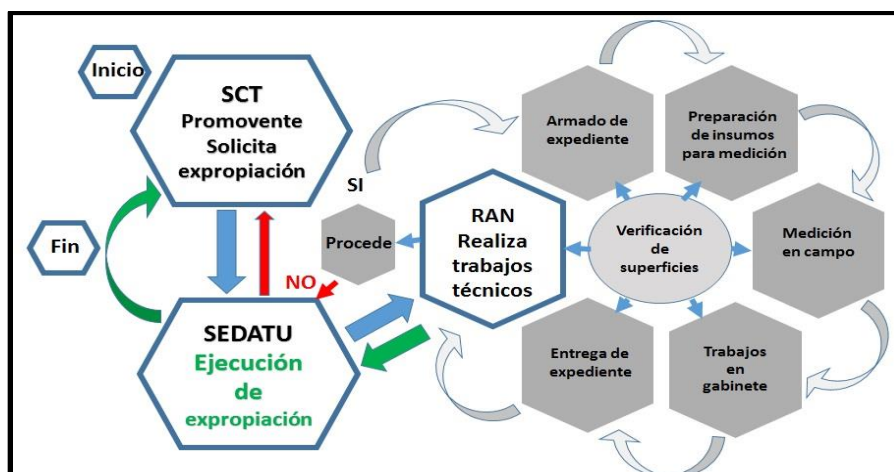 Inicio
SCT
Promovente
Solicita
expropiación
Fin
SEDATU
Ejecución
de
expropiación
NO
SI
Procede
RAN
Realiza
trabajos
técnicos
Armado de
expediente
Preparación
de insumos
para medición
Verificación
de
superficies
Medición
en campo
Trabajos
en
gabinete
Entrega de
expediente